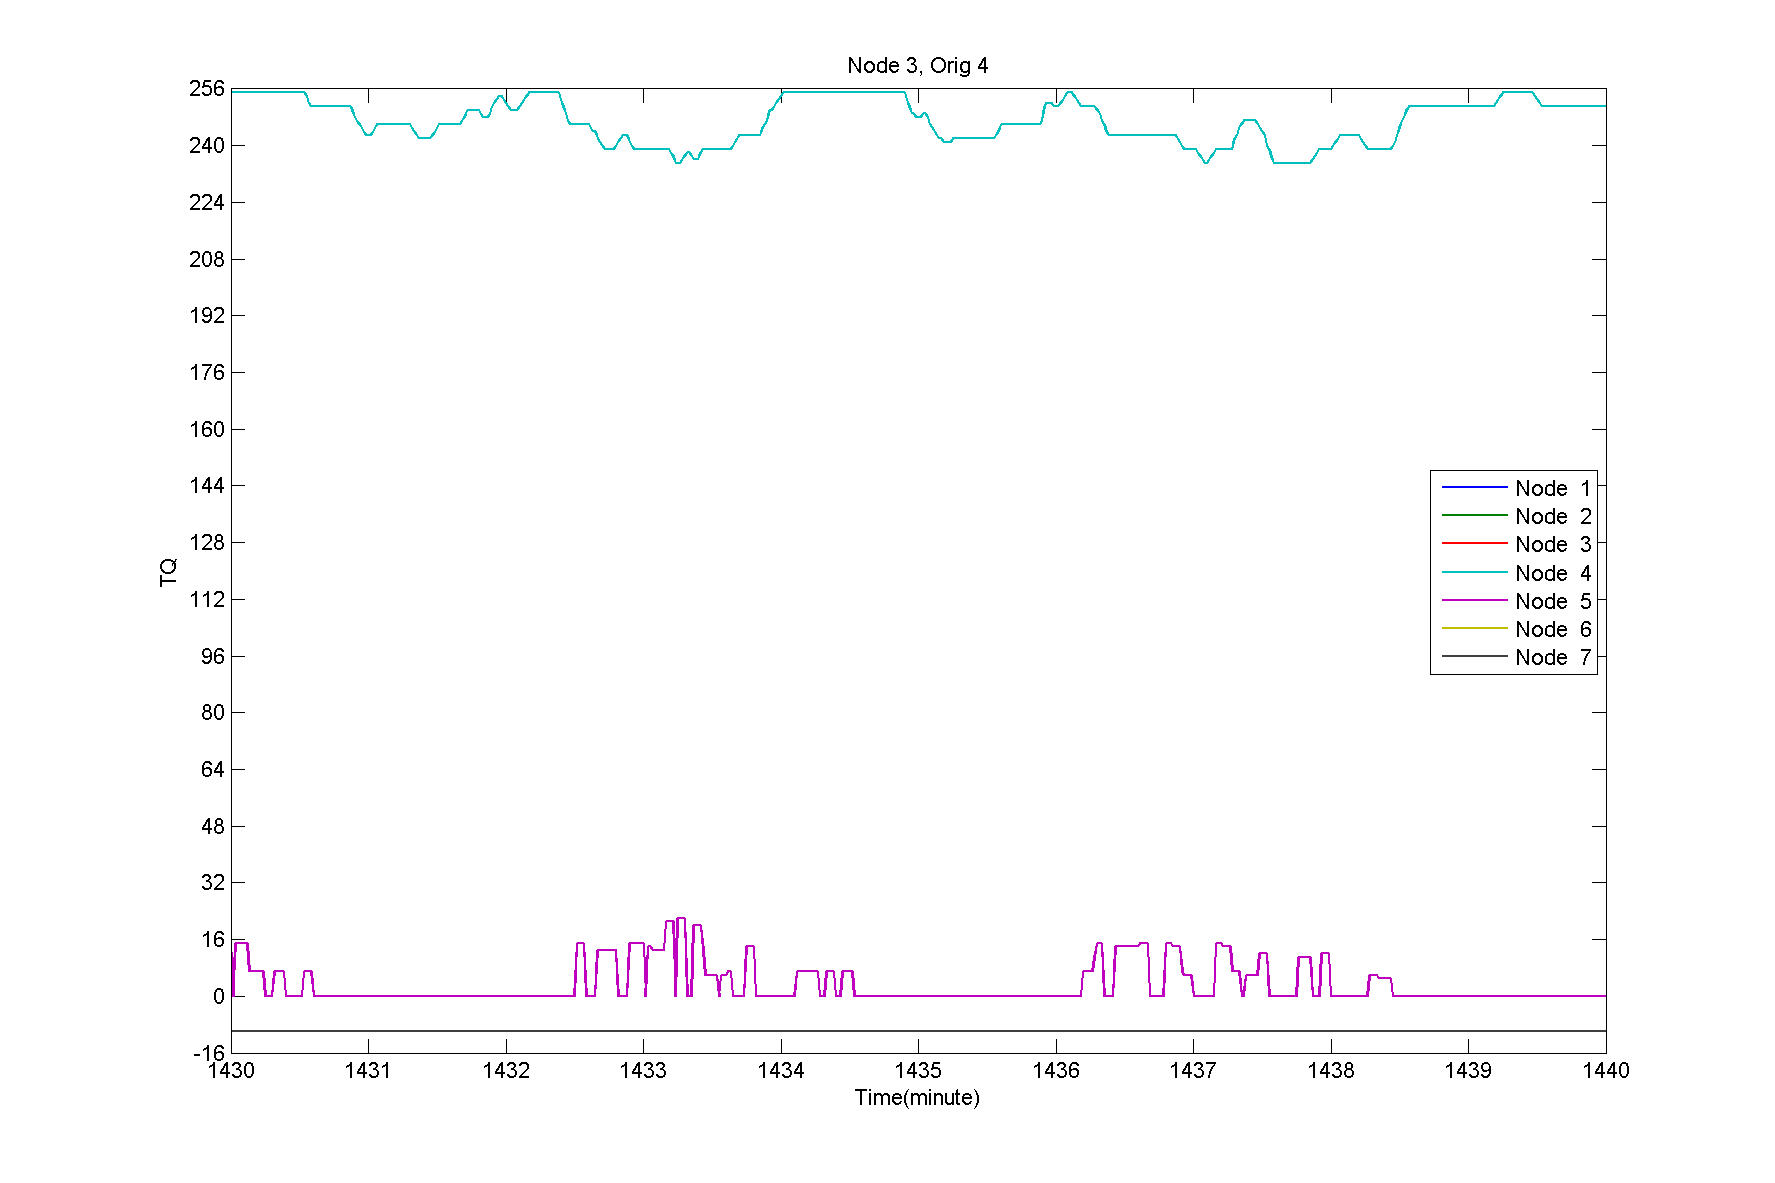 Node 3, Orig 4
256
240
224
208
192
176
160
144
128
112
96
80
64
48
32
16
0
-16
TQ
Node 1
Node 2
Node 3
Node 4
Node 5
Node 6
Node 7
1430 1431 1432 1433 1434 1435 1436 1437 1438 1439 1440
Time(minute)